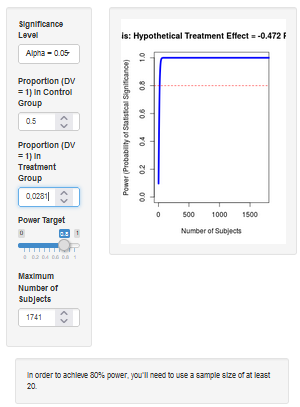 Significance
Level
Alpha = 0.05
Proportion (DV
= 1) in Control
Group
0.5
Proportion (DV
= 1) in
Treatment
Group
0,0281
Power Target
0 0.8 1
0 0.2 0.4 0.6 0.8 1
Maximum
Number of
Subjects
1741
is: Hypothetical Treatment Effect = -0.472 F
Power (Probability of Statistical Significance)
0.0 0.2 0.4 0.6 0.8 1.0
0 500 1000 1500
Number of Subjects
In order to achieve 80% power, you'll need to use a sample size of at least
20.